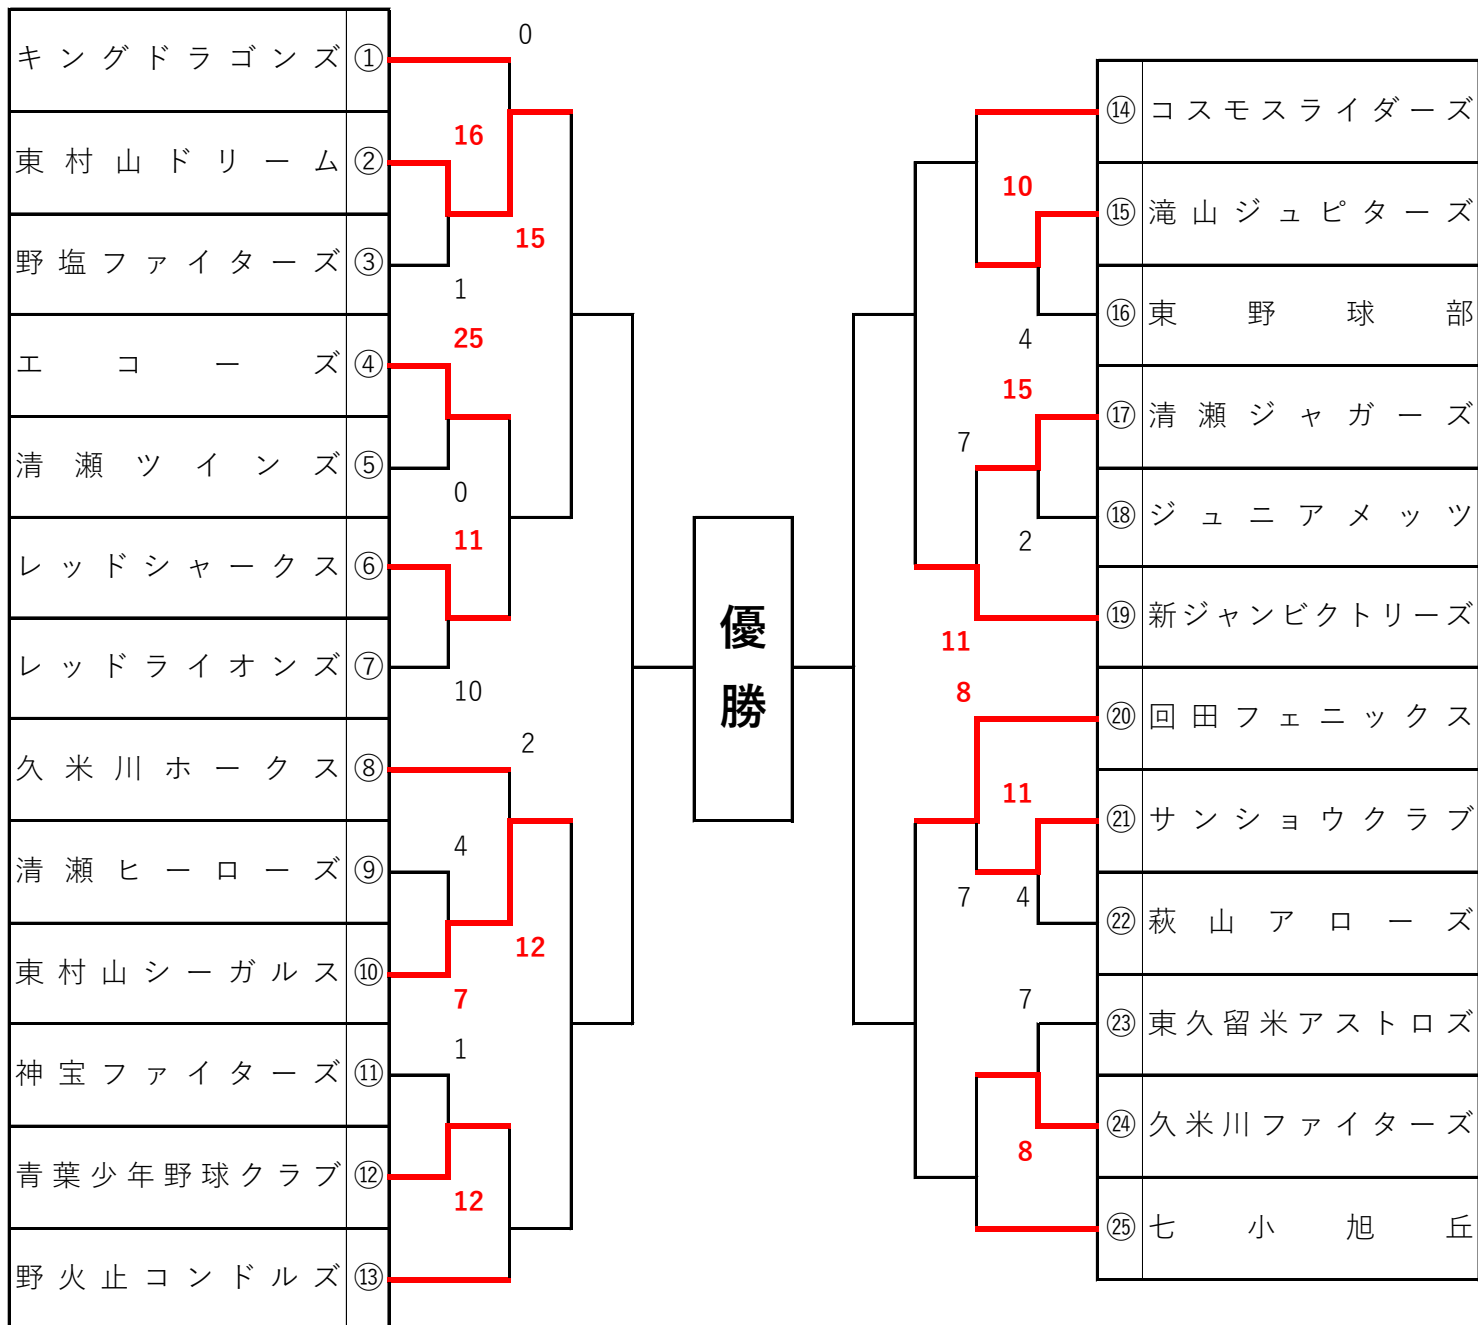 キングドラゴンズ ①
東村山ドリーム ②
野塩ファイターズ ③
エコーズ ④
清瀬ツインズ ⑤
レッドシャークス ⑥
レッドライオンズ ⑦
久米川ホークス ⑧
清瀬ヒーローズ ⑨
東村山シーガルス ⑩
神宝ファイターズ ⑪
青葉少年野球クラブ ⑫
野火止コンドルズ ⑬
0
16
15
1
25
0
11
10
2
4
12
7
1
12
優勝
10
4
15
7
2
11
8
11
7
4
7
8
⑭ コスモスライダーズ
⑮ 滝山ジュピターズ
⑯ 東野球部
⑰ 清瀬ジャガーズ
⑱ ジュニアメッツ
⑲ 新ジャンビクトリーズ
⑳ 回田フェニックス
㉑ サンショウクラブ
㉒ 萩山アローズ
㉓ 東久留米アストロズ
㉔ 久米川ファイターズ
㉕ 七小旭丘